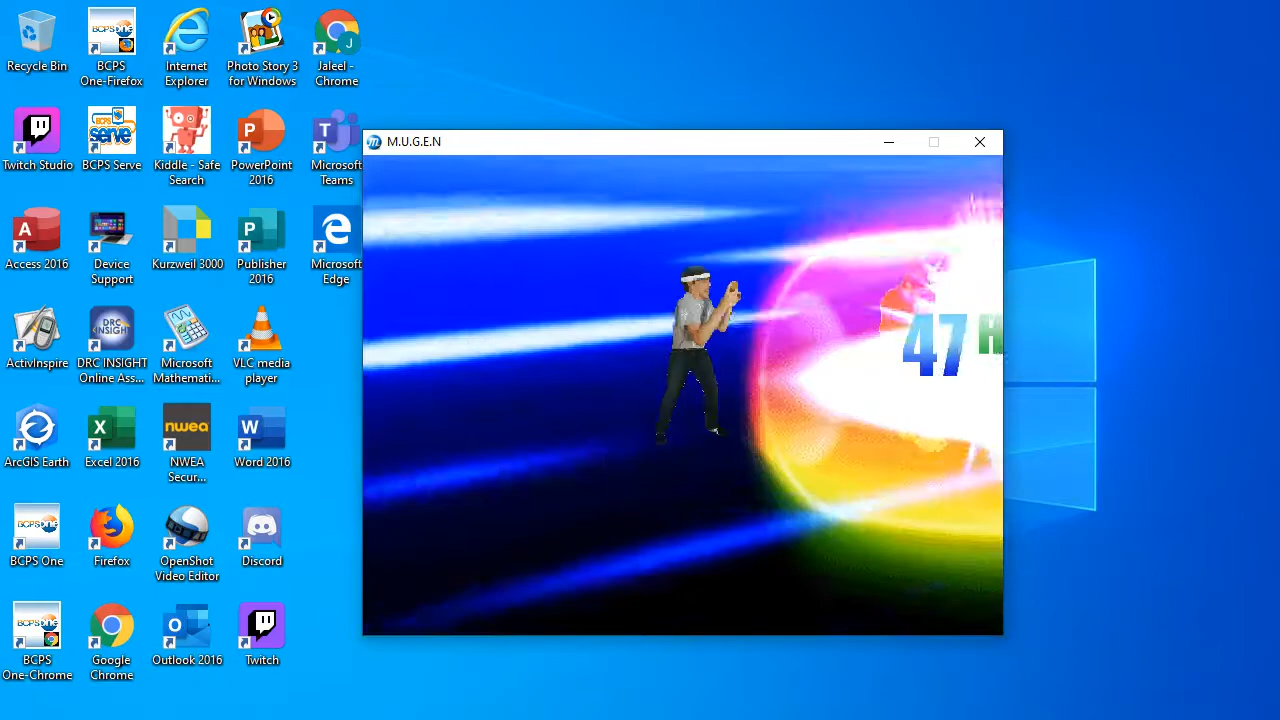 Recycle Bin
BCPS
One-Firefox
Internet
Explorer
Photo Story 3
for Windows
Jaleel -
Chrome
Twitch Studio
BCPS Serve
Kiddle - Safe
Search
PowerPoint
2016
Microsoft
Teams
Access 2016
Device
Support
Kurzweil 3000
Publisher
2016
Microsoft
Edge
ActivInspire
DRC INSIGHT
Online Ass...
Microsoft
Mathemati...
VLC media
player
ArcGIS Earth
Excel 2016
NWEA
Secur...
Word 2016
BCPS One
Firefox
OpenShot
Video Editor
Discord
BCPS
One-Chrome
Google
Chrome
Outlook 2016
Twitch
M.U.G.E.N
47 H